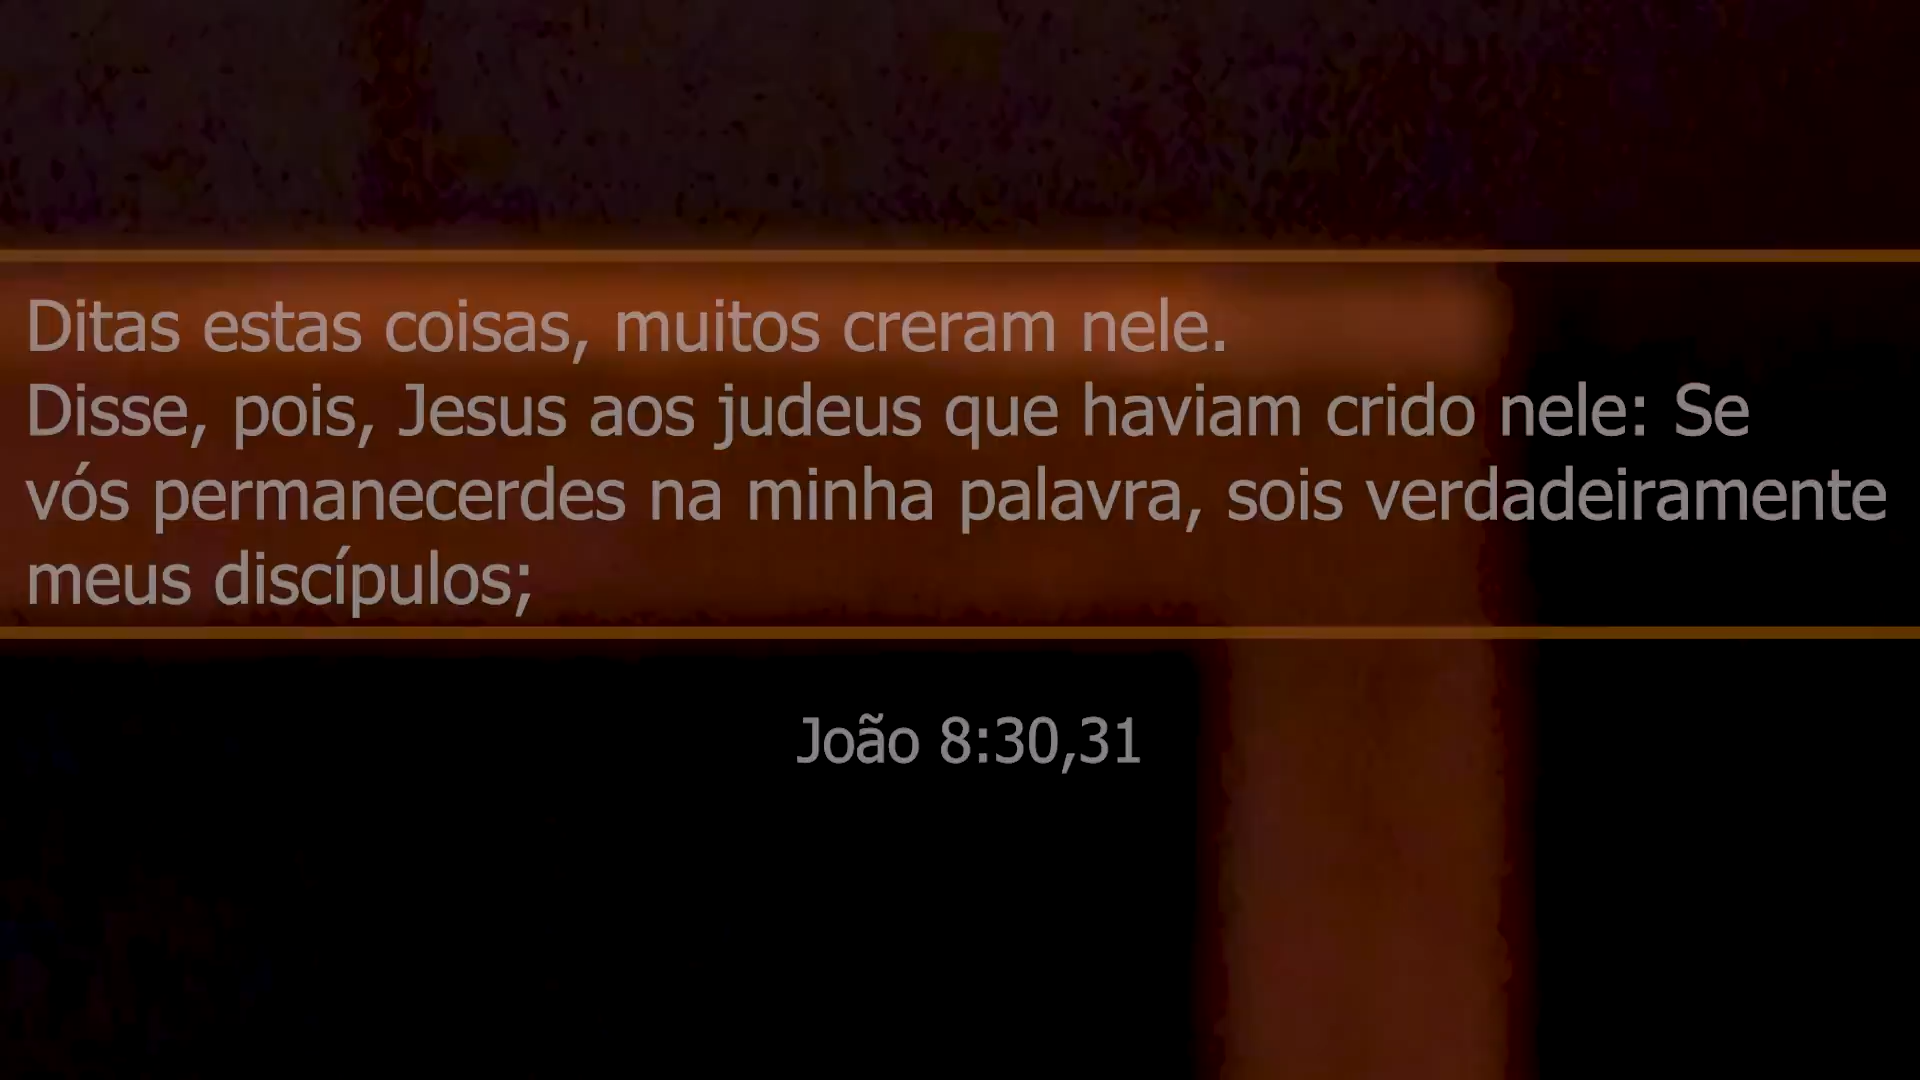 Ditas estas coisas, muitos creram nele.
Disse, pois, Jesus aos judeus que haviam crido nele: Se
vós permanecerdes na minha palavra, sois verdadeiramente
meus discípulos;
João 8:30,31